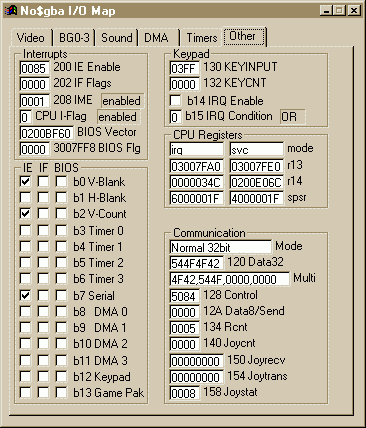 No$gba I/O Map
Video BG0-3 Sound DMA Timers Other
Interrupts
0085 200 IE Enable
0000 202 IF Flags
0001 208 IME enabled
0 CPU I-Flag enabled
0200BF60 BIOS Vector
0000 3007FF8 BIOS Flg
IE IF BIOS
b0 V-Blank
b1 H-Blank
b2 V-Count
b3 Timer 0
b4 Timer 1
b5 Timer 2
b6 Timer 3
b7 Serial
b8 DMA 0
b9 DMA 1
b10 DMA 2
b11 DMA 3
b12 Keypad
b13 Game Pak
Keypad
03FF 130 KEYINPUT
0000 132 KEYCNT
b14 IRQ Enable
0 b15 IRQ Condition OR
CPU Registers
irq svc mode
03007FA0 03007FE0 r13
0000034C 0200E06C r14
6000001F 4000001F spsr
Communication
Normal 32bit Mode
544F4F42 120 Data32
4F42,544F,0000,0000 Multi
5084 128 Control
0000 12A Data8/Send
0005 134 Rcnt
0000 140 Joycnt
00000000 150 Joyrecv
00000000 154 Joytrans
0008 158 Joystat